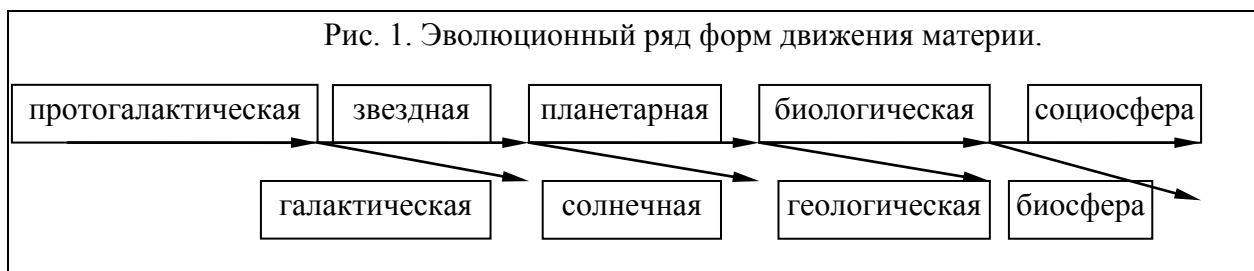 Рис. 1. Эволюционный ряд форм движения материи.
протогалактическая звездная планетарная биологическая социосфера
галактическая солнечная геологическая биосфера